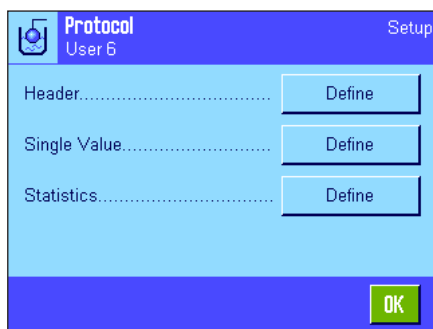 Protocol Setup
User 6
Header.................................... Define
Single Value............................ Define
Statistics................................. Define
OK